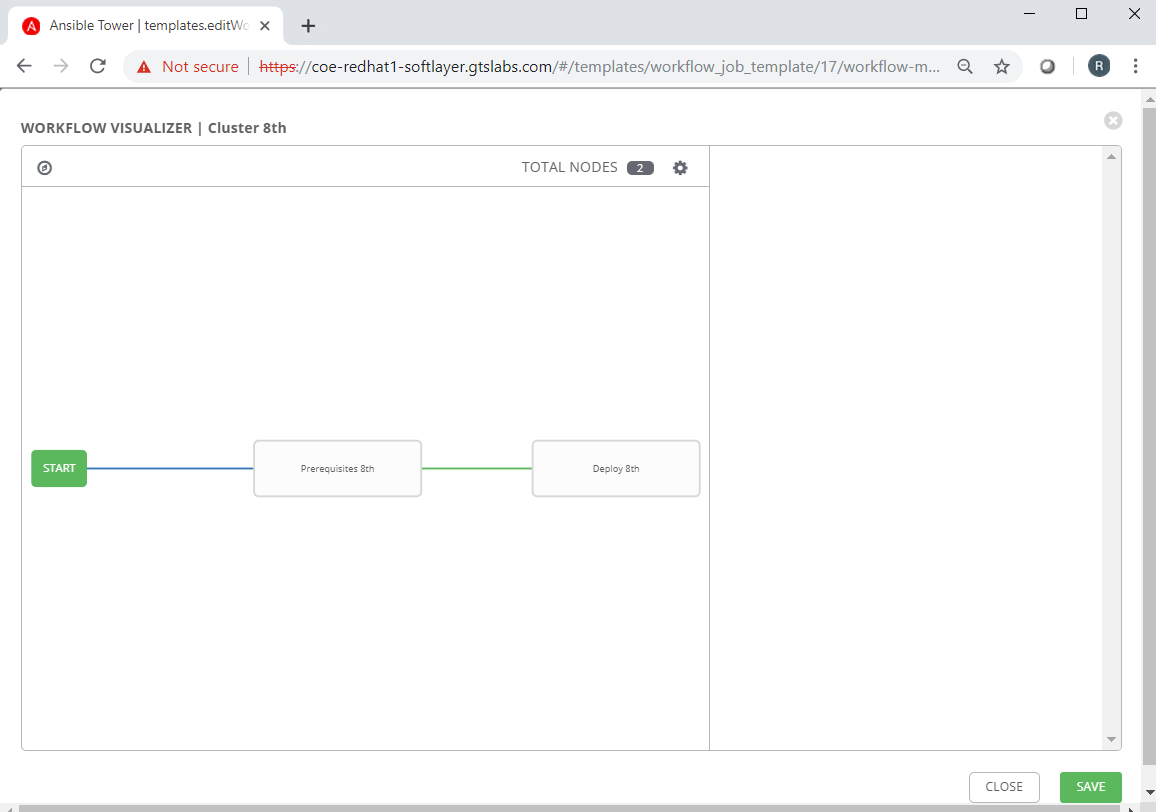 Ansible Tower | templates.editWo
Not secure
https://coe-redhat1-softlayer.gtslabs.com/#/templates/workflow_job_template/17/workflow-m...
R
WORKFLOW VISUALIZER | Cluster 8th
TOTAL NODES 2
START
Prerequisites 8th
Deploy 8th
CLOSE
SAVE